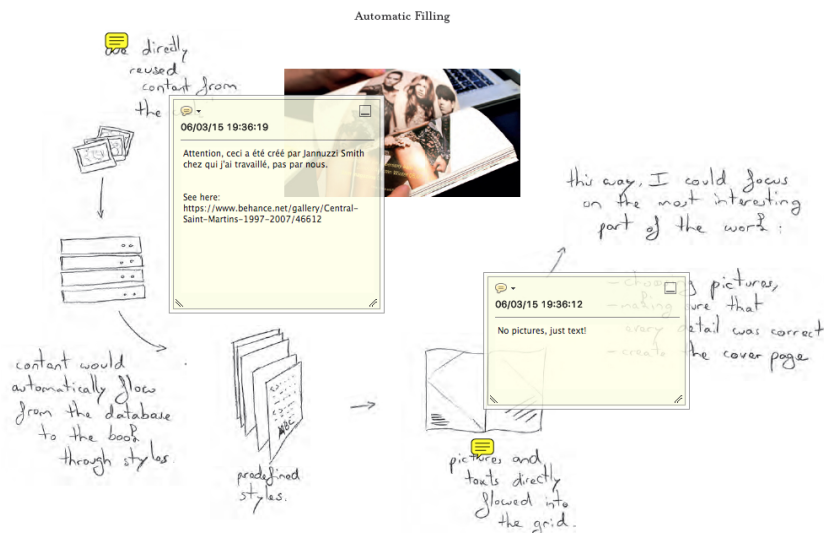 Automatic Filling
directly
reused
content from
the
06/03/15 19:36:19
Attention, ceci a été créé par Jannuzzi Smith
chez qui j'ai travaillé, pas par nous.
See here:
https://www.behance.net/gallery/Central-
Saint-Martins-1997-2007/46612
this way, I could focus
on the most interesting
part of the work:
pictures,
sure that
detail was correct
- create the cover page
06/03/15 19:36:12
No pictures, just text!
content would
automatically flow
from the database
to the book
through styles.
ABC
predefined
styles.
pictures and
texts directly
flowed into
the grid.